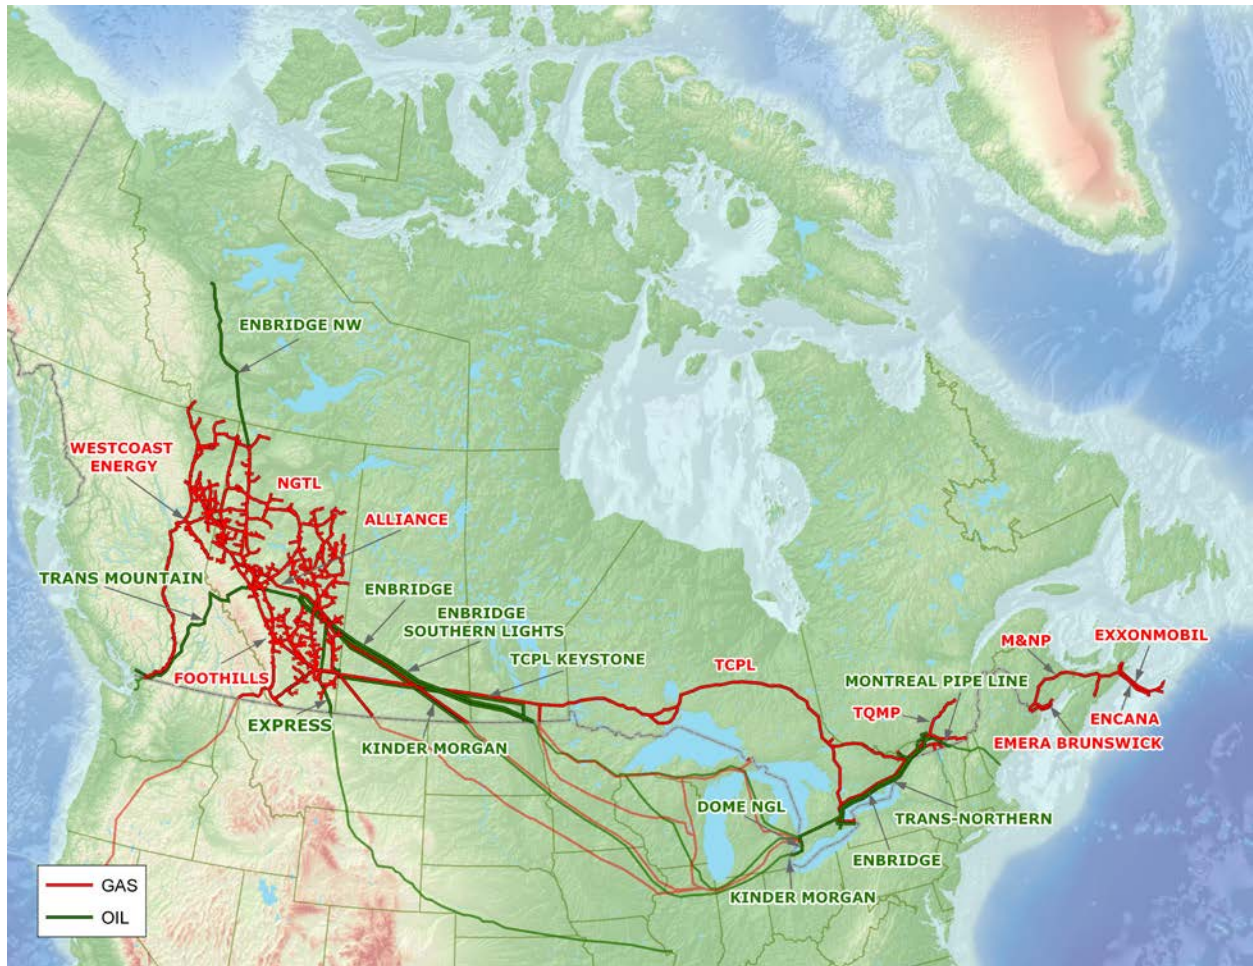 ENBRIDGE NW
WESTCOAST
ENERGY
NGTL
ALLIANCE
TRANS MOUNTAIN
ENBRIDGE
ENBRIDGE
SOUTHERN LIGHTS
TCPL KEYSTONE
FOOTHILLS
EXPRESS
KINDER MORGAN
TCPL
M&NP
EXXONMOBIL
MONTREAL PIPE LINE
TQMP
ENCANA
EMERA BRUNSWICK
DOME NGL
TRANS-NORTHERN
ENBRIDGE
KINDER MORGAN
GAS
OIL